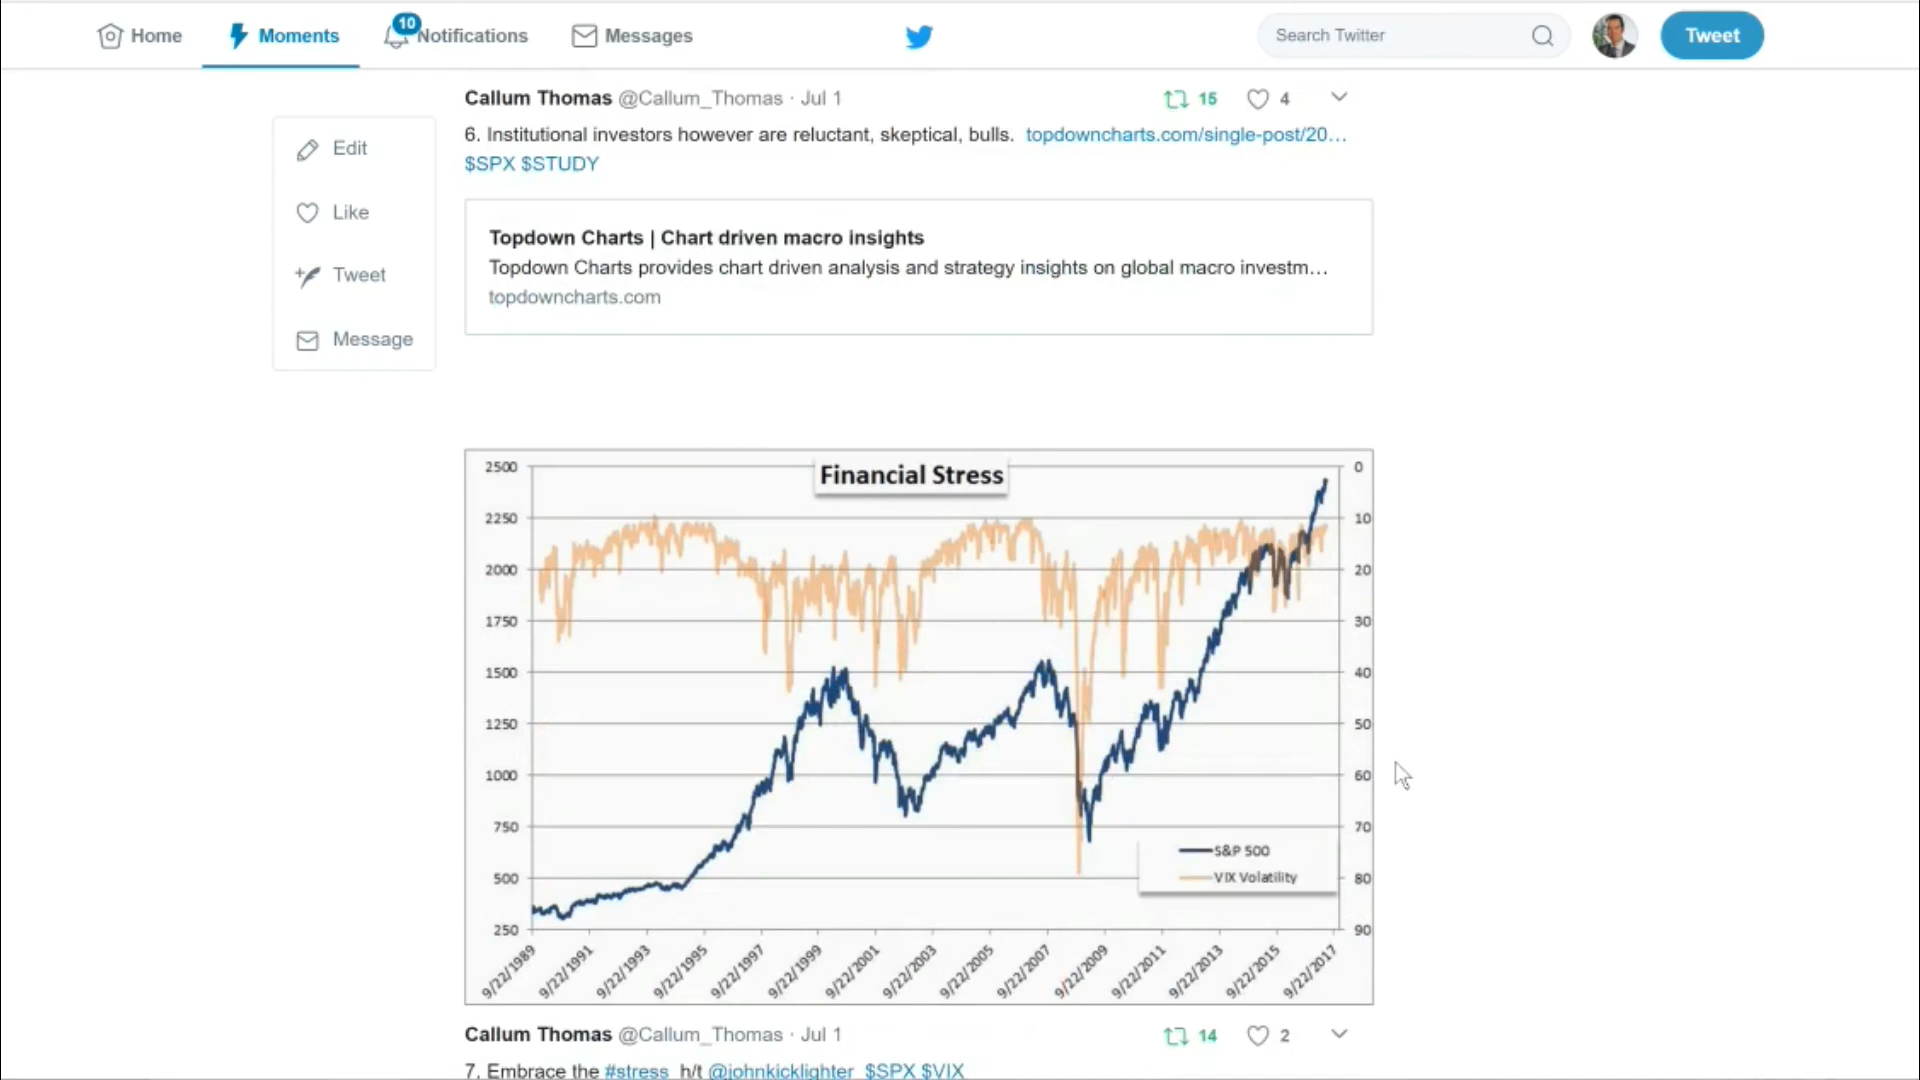 Home
Moments
10
Notifications
Messages
Search Twitter
Tweet
Edit
Like
Tweet
Message
Callum Thomas @Callum_Thomas · Jul 1
15
4
6. Institutional investors however are reluctant, skeptical, bulls. topdowncharts.com/single-post/20…
$SPX $STUDY
Topdown Charts | Chart driven macro insights
Topdown Charts provides chart driven analysis and strategy insights on global macro investm…
topdowncharts.com
Financial Stress
2500
2250
2000
1750
1500
1250
1000
750
500
250
0
10
20
30
40
50
60
70
80
90
S&P 500
VIX Volatility
9/22/1989
9/22/1991
9/22/1993
9/22/1995
9/22/1997
9/22/1999
9/22/2001
9/22/2003
9/22/2005
9/22/2007
9/22/2009
9/22/2011
9/22/2013
9/22/2015
9/22/2017
Callum Thomas @Callum_Thomas · Jul 1
14
2
7. Embrace the #stress h/t @johnkicklighter $SPX $VIX